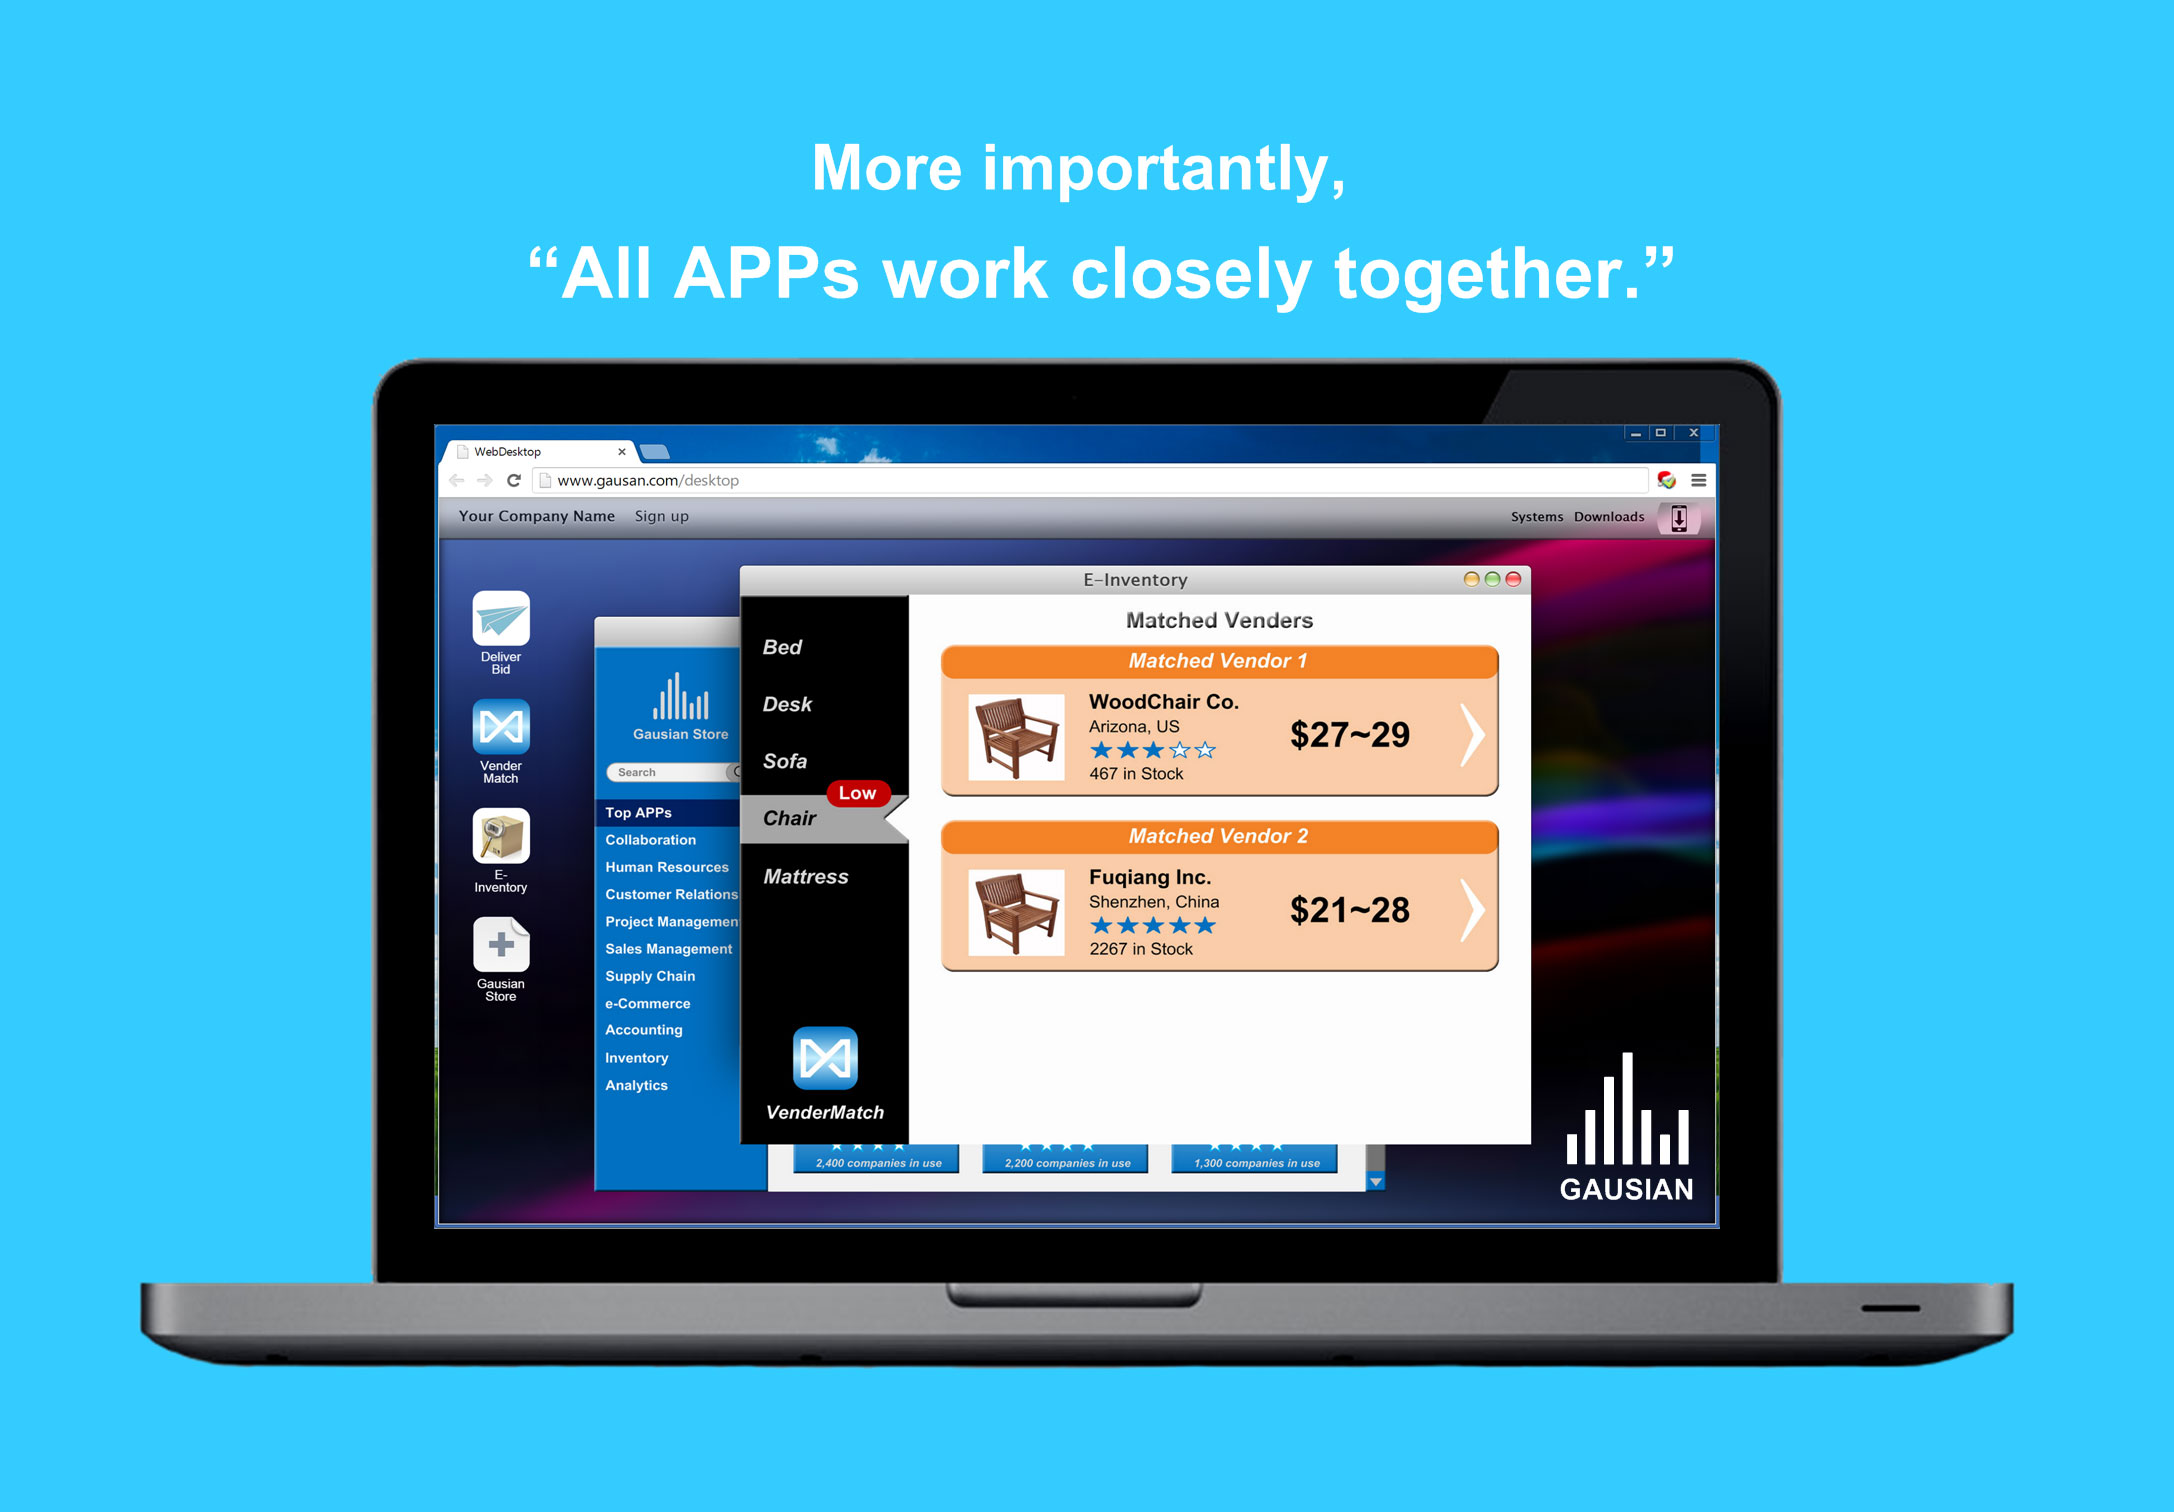 More importantly,
“All APPs work closely together.”
WebDesktop
www.gausan.com/desktop
Your Company Name Sign up
Systems Downloads
Deliver
Bid
Vender
Match
E-
Inventory
Gausian
Store
Gausian Store
Search
Top APPs
Collaboration
Human Resources
Customer Relations
Project Managemen
Sales Management
Supply Chain
e-Commerce
Accounting
Inventory
Analytics
E-Inventory
Bed
Desk
Sofa
Low
Chair
Mattress
VenderMatch
Matched Venders
Matched Vendor 1
WoodChair Co.
Arizona, US
467 in Stock
$27~29
Matched Vendor 2
Fuqiang Inc.
Shenzhen, China
2267 in Stock
$21~28
2,400 companies in use
2,200 companies in use
1,300 companies in use
GAUSIAN